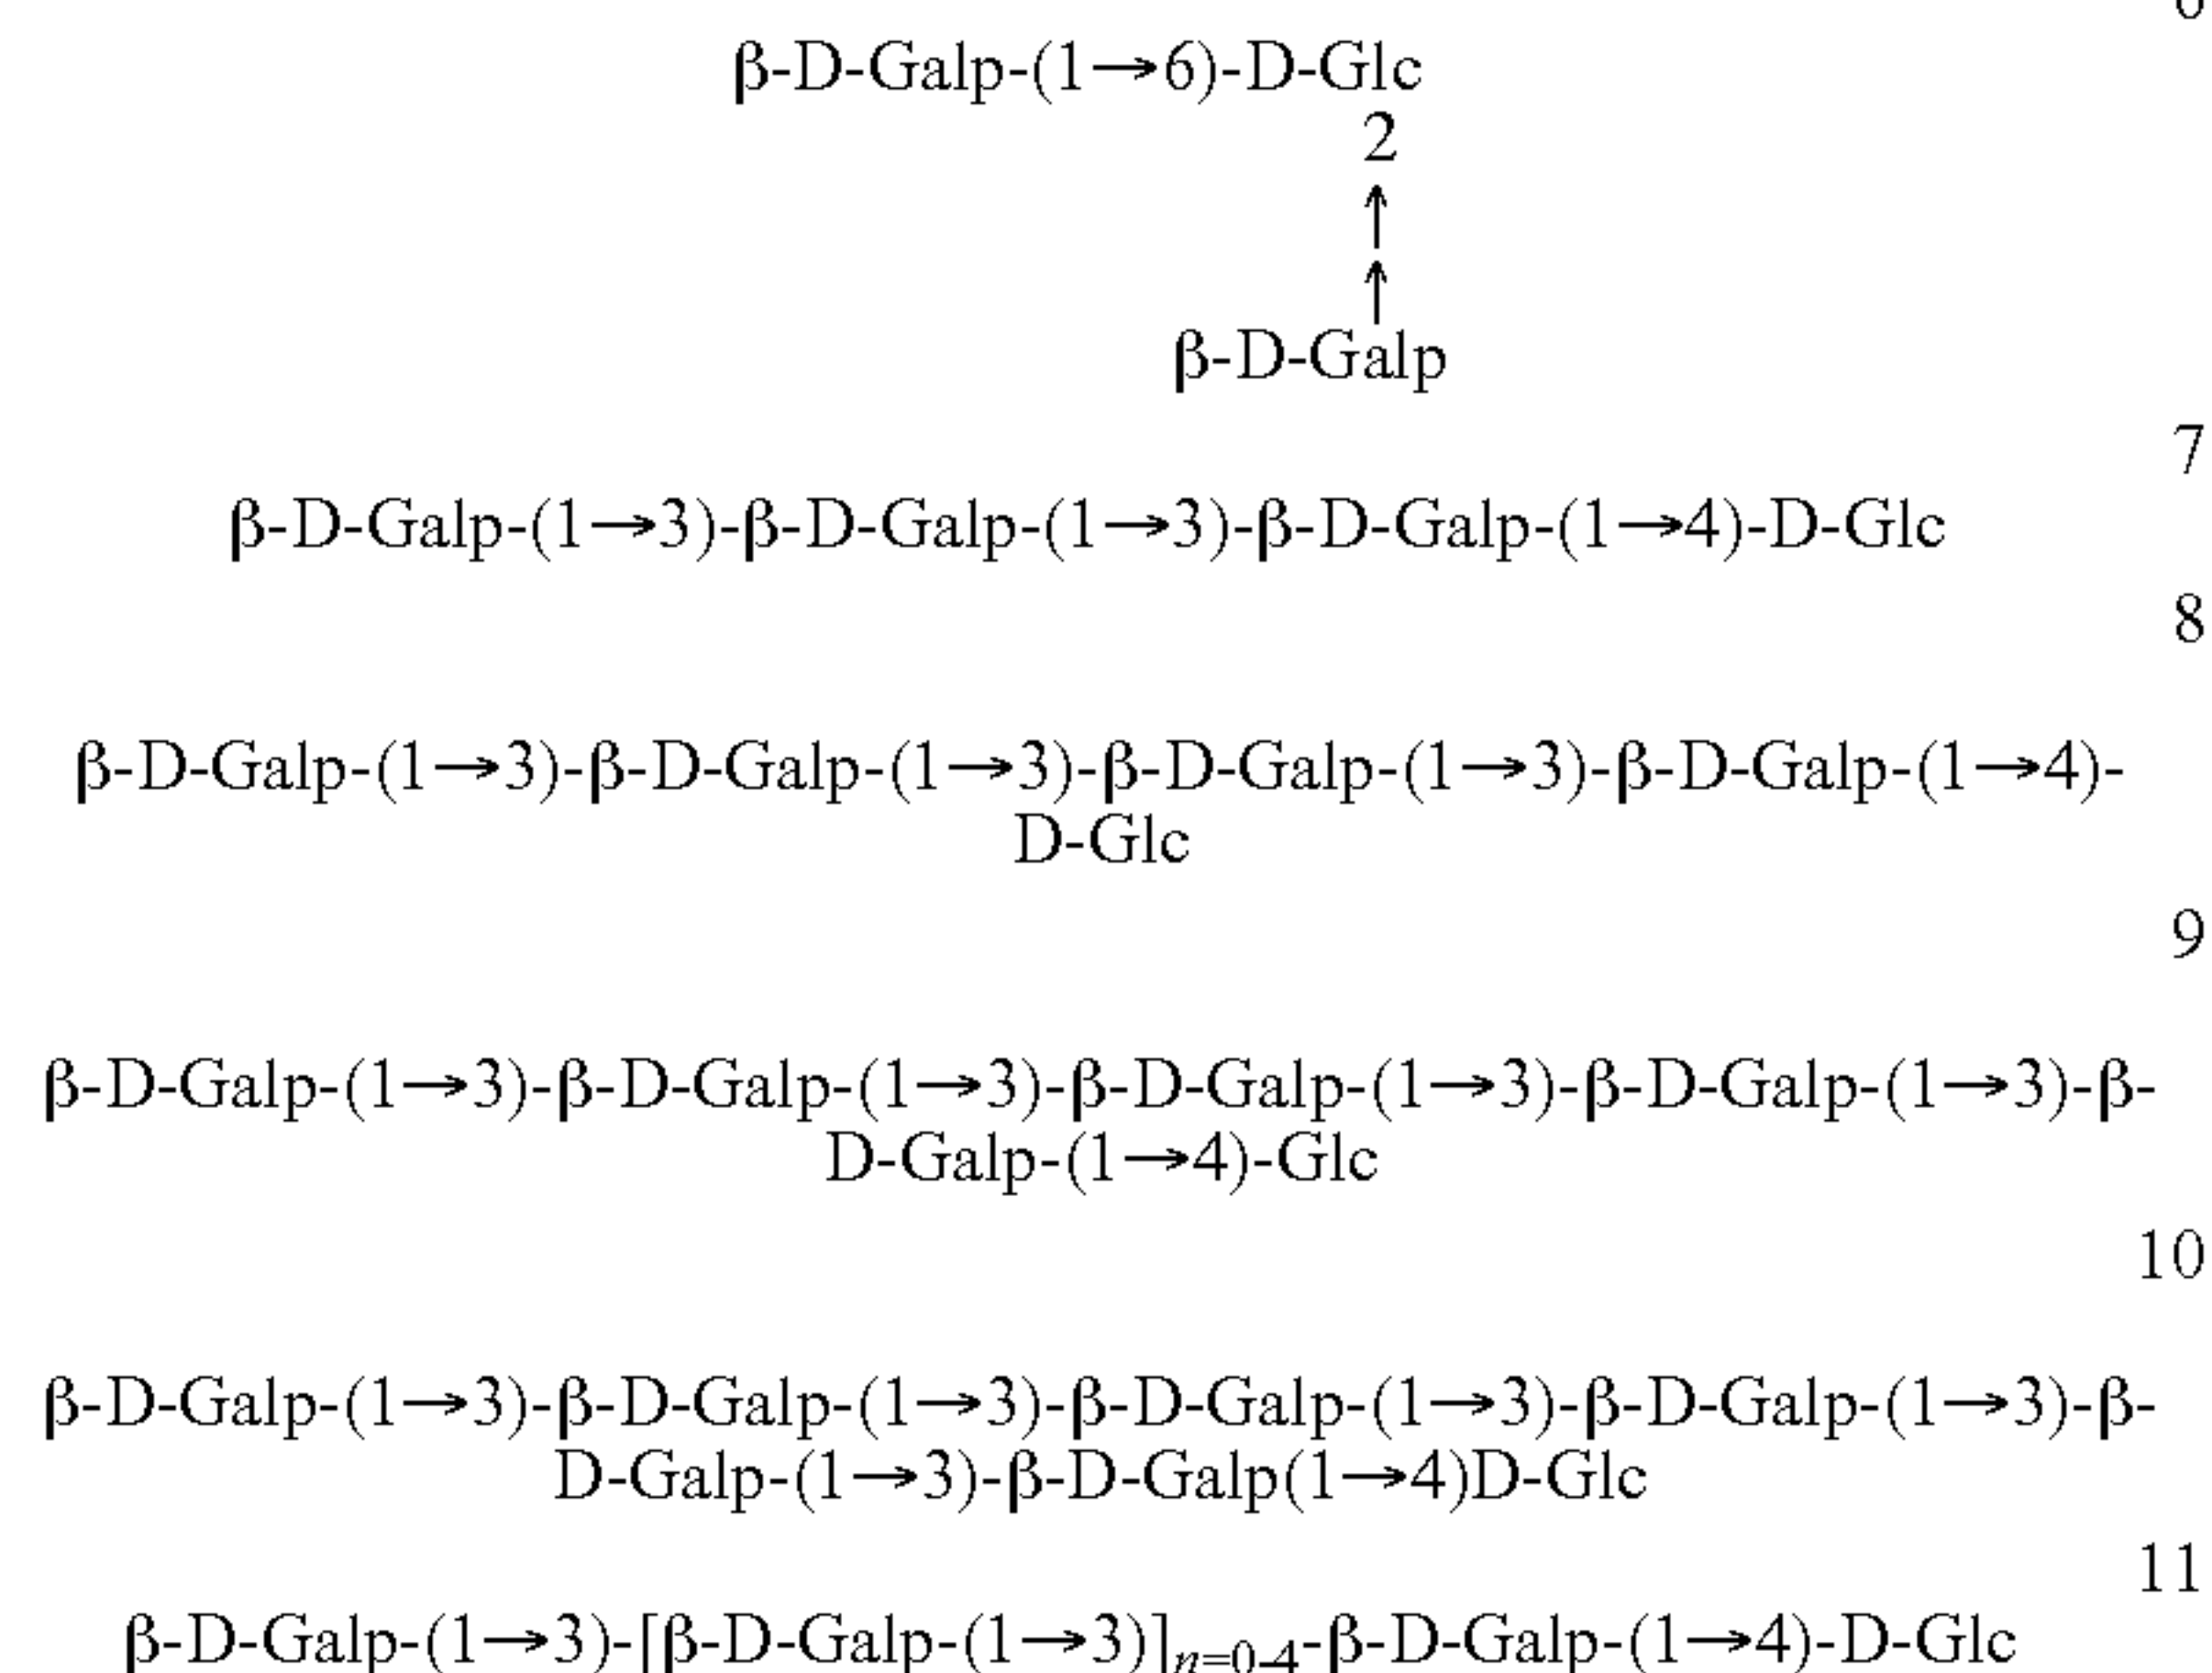 6
β-D-Galp-(1→6)-D-Glc
2
↑
↑
β-D-Galp
7
β-D-Galp-(1→3)-β-D-Galp-(1→3)-β-D-Galp-(1→4)-D-Glc
8
β-D-Galp-(1→3)-β-D-Galp-(1→3)-β-D-Galp-(1→3)-β-D-Galp-(1→4)-
D-Glc
9
β-D-Galp-(1→3)-β-D-Galp-(1→3)-β-D-Galp-(1→3)-β-D-Galp-(1→3)-β-
D-Galp-(1→4)-Glc
10
β-D-Galp-(1→3)-β-D-Galp-(1→3)-β-D-Galp-(1→3)-β-D-Galp-(1→3)-β-
D-Galp-(1→3)-β-D-Galp(1→4)D-Glc
11
β-D-Galp-(1→3)-[β-D-Galp-(1→3)]n=0-4-β-D-Galp-(1→4)-D-Glc